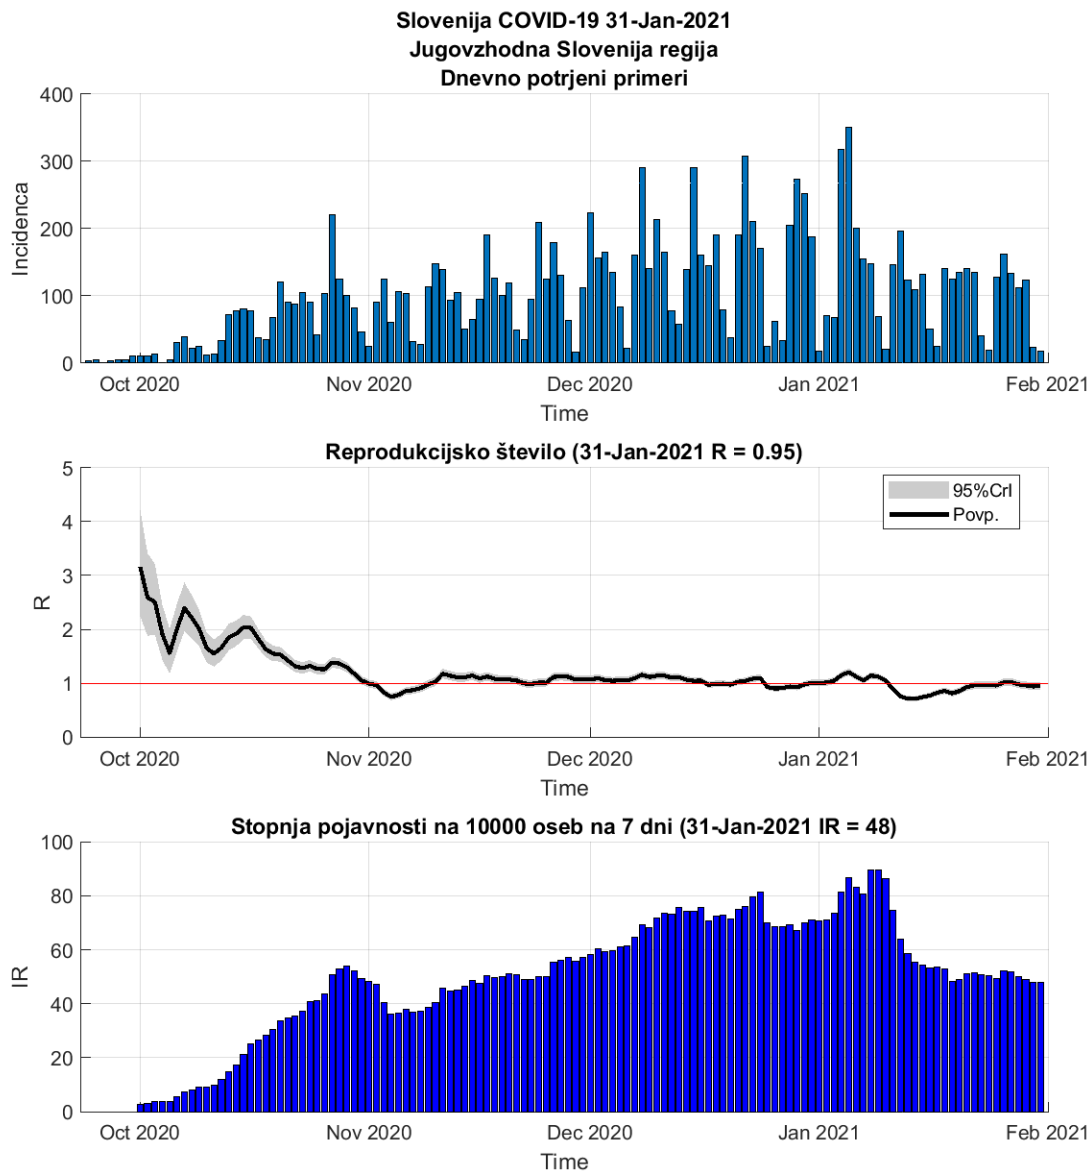 Slovenija COVID-19 31-Jan-2021
Jugovzhodna Slovenija regija
Dnevno potrjeni primeri
400
300
200
100
0
Incidenca
Oct 2020 Nov 2020 Dec 2020 Jan 2021 Feb 2021
Time
Reprodukcijsko število (31-Jan-2021 R = 0.95)
5
4
3
2
1
0
R
95%CrI
Povp.
Oct 2020 Nov 2020 Dec 2020 Jan 2021 Feb 2021
Time
Stopnja pojavnosti na 10000 oseb na 7 dni (31-Jan-2021 IR = 48)
100
80
60
40
20
0
IR
Oct 2020 Nov 2020 Dec 2020 Jan 2021 Feb 2021
Time